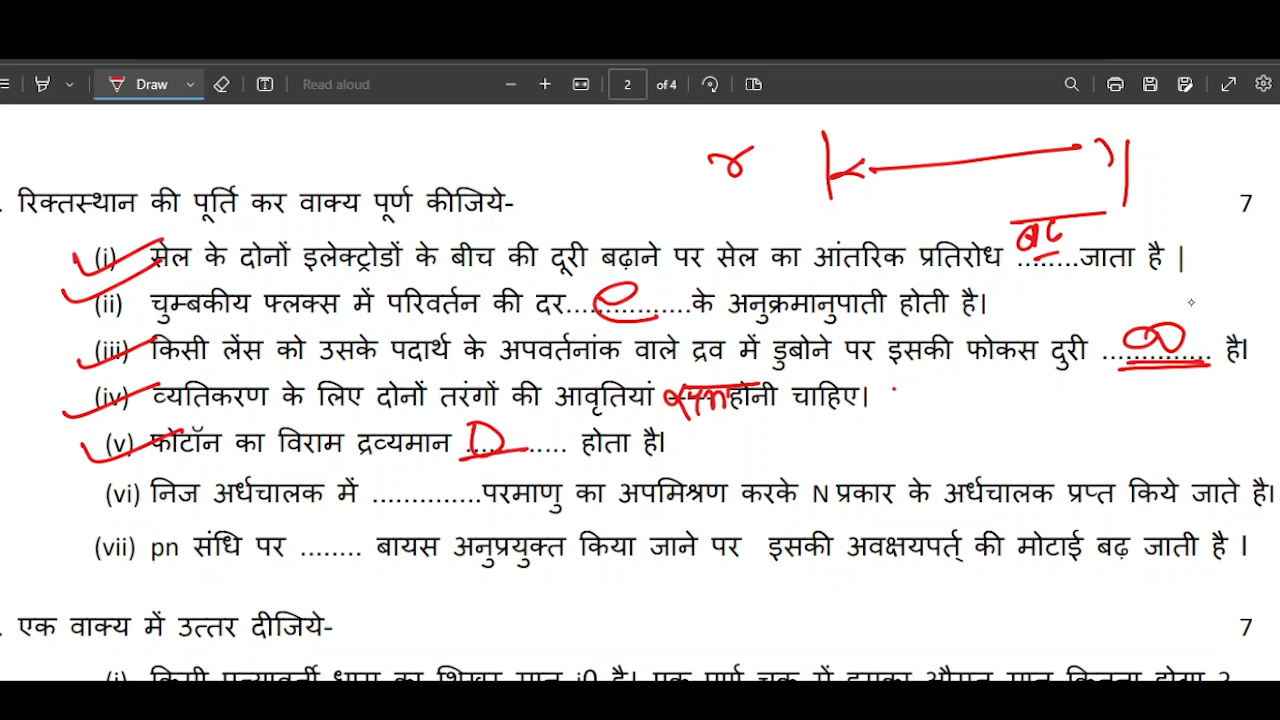 Draw
Read aloud
2 of 4
r
. रिक्तस्थान की पूर्ति कर वाक्य पूर्ण कीजिये- 7
(i) सेल के दोनों इलेक्ट्रोडों के बीच की दूरी बढ़ाने पर सेल का आंतरिक प्रतिरोध ........जाता है |
बढ़
(ii) चुम्बकीय फ्लक्स में परिवर्तन की दर................के अनुक्रमानुपाती होती है।
e
(iii) किसी लेंस को उसके पदार्थ के अपवर्तनांक वाले द्रव में डुबोने पर इसकी फोकस दुरी .............. है।
∞
(iv) व्यतिकरण के लिए दोनों तरंगों की आवृतियां होनी चाहिए।
(v) फोटॉन का विराम द्रव्यमान ............. होता है।
(vi) निज अर्धचालक में ..............परमाणु का अपमिश्रण करके N प्रकार के अर्धचालक प्रप्त किये जाते है।
(vii) pn संधि पर ........ बायस अनुप्रयुक्त किया जाने पर इसकी अवक्षयपर्त् की मोटाई बढ़ जाती है ।
. एक वाक्य में उत्तर दीजिये- 7